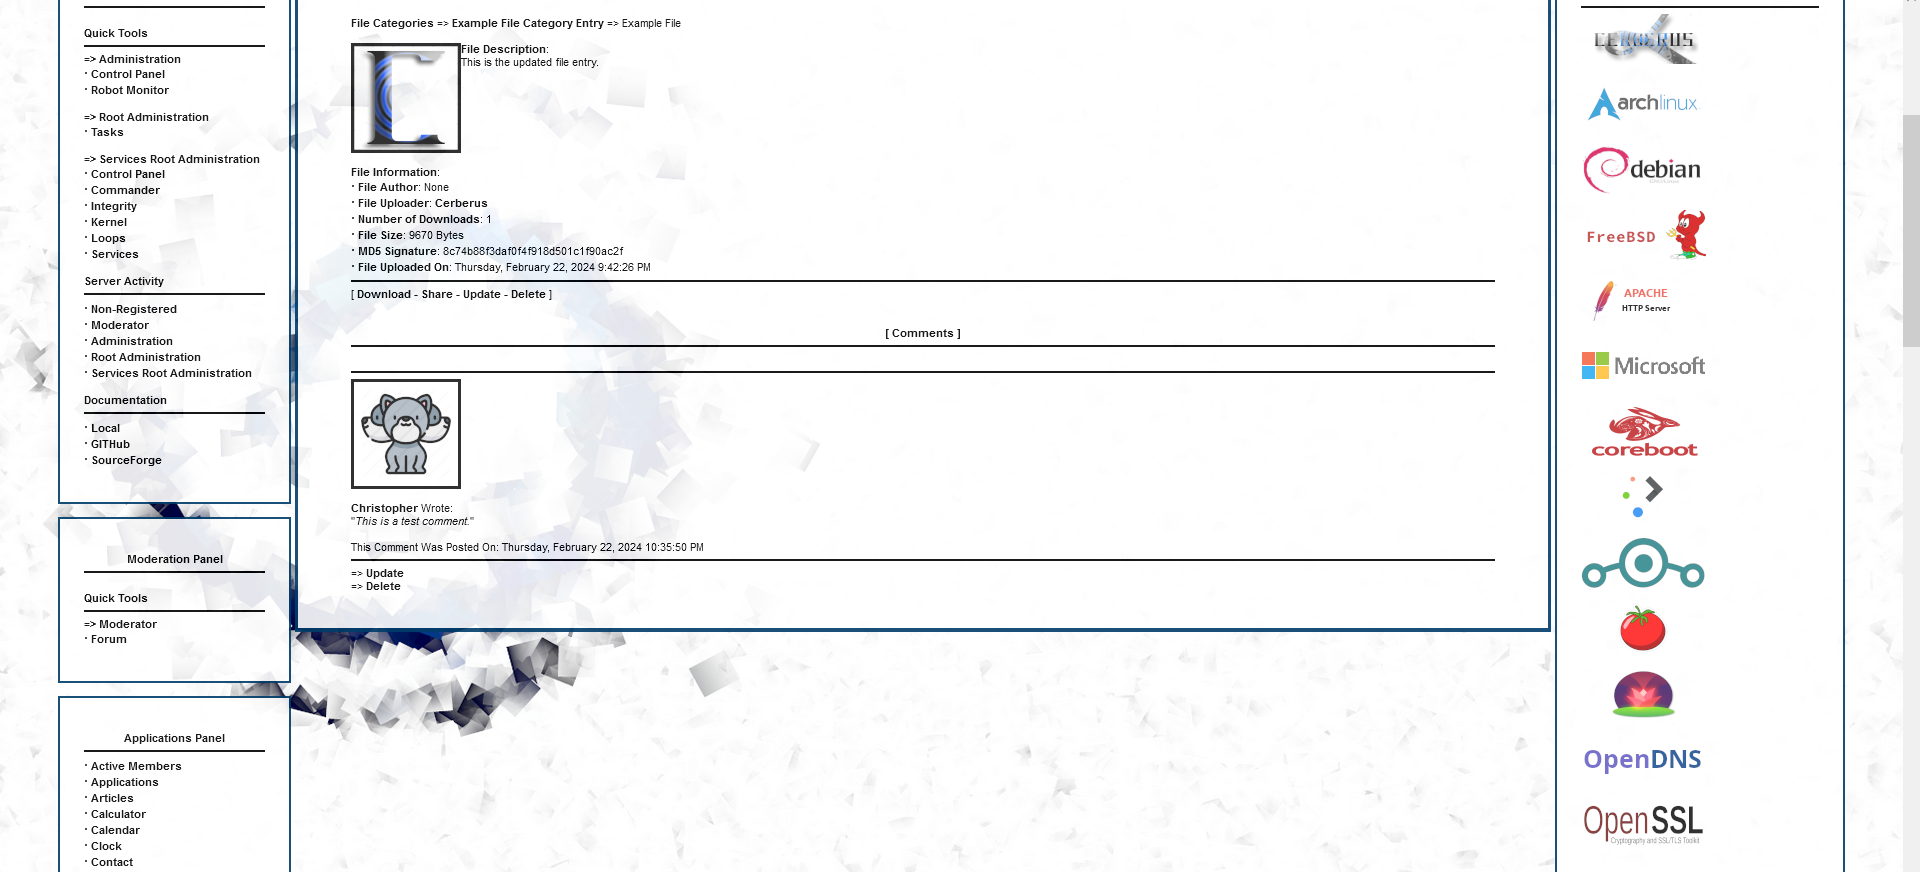 Quick Tools
=> Administration
· Control Panel
· Robot Monitor
=> Root Administration
· Tasks
=> Services Root Administration
· Control Panel
· Commander
· Integrity
· Kernel
· Loops
· Services
Server Activity
· Non-Registered
· Moderator
· Administration
· Root Administration
· Services Root Administration
Documentation
· Local
· GITHub
· SourceForge
Moderation Panel
Quick Tools
=> Moderator
· Forum
Applications Panel
· Active Members
· Applications
· Articles
· Calculator
· Calendar
· Clock
· Contact
File Categories => Example File Category Entry => Example File
File Description:
This is the updated file entry.
File Information:
· File Author: None
· File Uploader: Cerberus
· Number of Downloads: 1
· File Size: 9670 Bytes
· MD5 Signature: 8c74b88f3daf0f4f918d501c1f90ac2f
· File Uploaded On: Thursday, February 22, 2024 9:42:26 PM
[ Download - Share - Update - Delete ]
[ Comments ]
Christopher Wrote:
"This is a test comment."
This Comment Was Posted On: Thursday, February 22, 2024 10:35:50 PM
=> Update
=> Delete
CERBERUS
archlinux
debian
FreeBSD
APACHE
HTTP Server
Microsoft
coreboot
OpenDNS
OpenSSL
Cryptography and SSL/TLS Toolkit